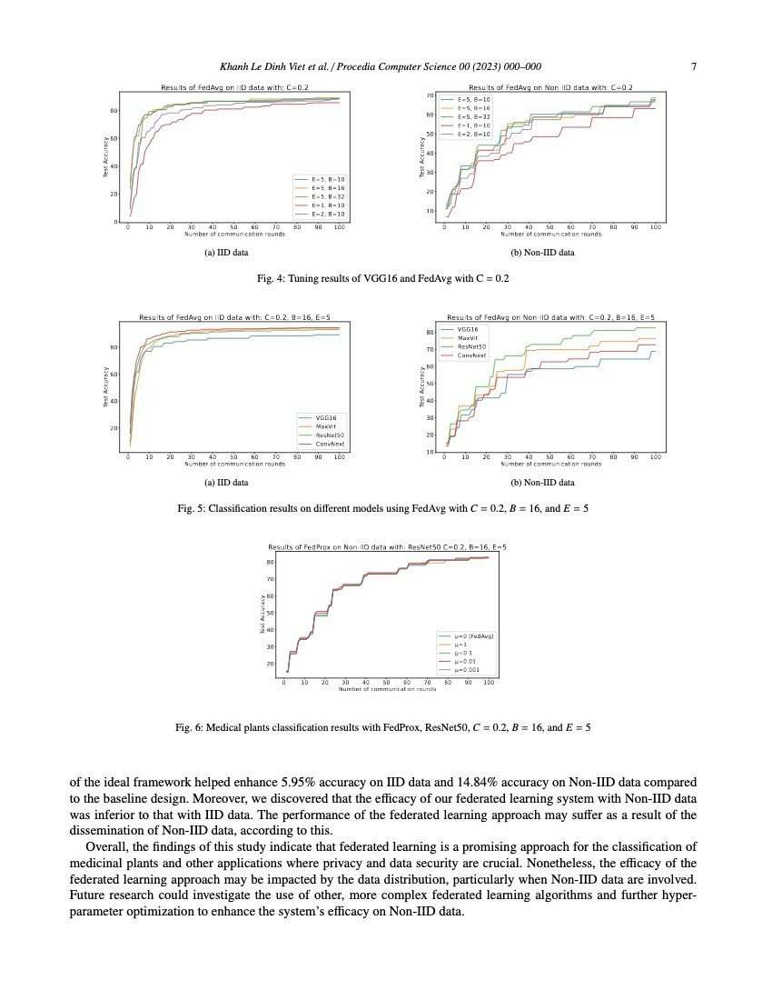 Khanh Le Dinh Viet et al. / Procedia Computer Science 00 (2023) 000–000
7
Results of FedAvg on IID data with: C=0.2
Test Accuracy
80
60
40
20
0
E=5, B=10
E=5, B=16
E=5, B=32
E=1, B=10
E=2, B=10
0 10 20 30 40 50 60 70 80 90 100
Number of communication rounds
(a) IID data
Results of FedAvg on Non-IID data with: C=0.2
Test Accuracy
70
60
50
40
30
20
10
E=5, B=10
E=5, B=16
E=5, B=32
E=1, B=10
E=2, B=10
0 10 20 30 40 50 60 70 80 90 100
Number of communication rounds
(b) Non-IID data
Fig. 4: Tuning results of VGG16 and FedAvg with C = 0.2
Results of FedAvg on IID data with: C=0.2, B=16, E=5
Test Accuracy
80
60
40
20
VGG16
MaxVit
ResNet50
ConvNext
0 10 20 30 40 50 60 70 80 90 100
Number of communication rounds
(a) IID data
Results of FedAvg on Non-IID data with: C=0.2, B=16, E=5
Test Accuracy
80
70
60
50
40
30
20
10
VGG16
MaxVit
ResNet50
ConvNext
0 10 20 30 40 50 60 70 80 90 100
Number of communication rounds
(b) Non-IID data
Fig. 5: Classification results on different models using FedAvg with C = 0.2, B = 16, and E = 5
Results of FedProx on Non-IID data with: ResNet50 C=0.2, B=16, E=5
Test Accuracy
80
70
60
50
40
30
20
μ=0 (FedAvg)
μ=1
μ=0.1
μ=0.01
μ=0.001
0 10 20 30 40 50 60 70 80 90 100
Number of communication rounds
Fig. 6: Medical plants classification results with FedProx, ResNet50, C = 0.2, B = 16, and E = 5
of the ideal framework helped enhance 5.95% accuracy on IID data and 14.84% accuracy on Non-IID data compared
to the baseline design. Moreover, we discovered that the efficacy of our federated learning system with Non-IID data
was inferior to that with IID data. The performance of the federated learning approach may suffer as a result of the
dissemination of Non-IID data, according to this.
Overall, the findings of this study indicate that federated learning is a promising approach for the classification of
medicinal plants and other applications where privacy and data security are crucial. Nonetheless, the efficacy of the
federated learning approach may be impacted by the data distribution, particularly when Non-IID data are involved.
Future research could investigate the use of other, more complex federated learning algorithms and further hyper-
parameter optimization to enhance the system's efficacy on Non-IID data.